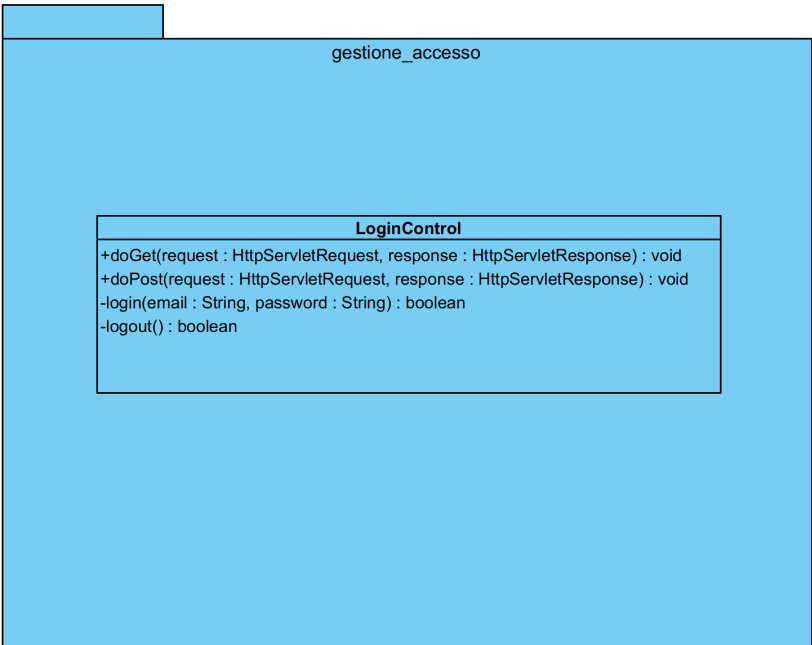 gestione_accesso
LoginControl
+doGet(request : HttpServletRequest, response : HttpServletResponse) : void
+doPost(request : HttpServletRequest, response : HttpServletResponse) : void
-login(email : String, password : String) : boolean
-logout() : boolean